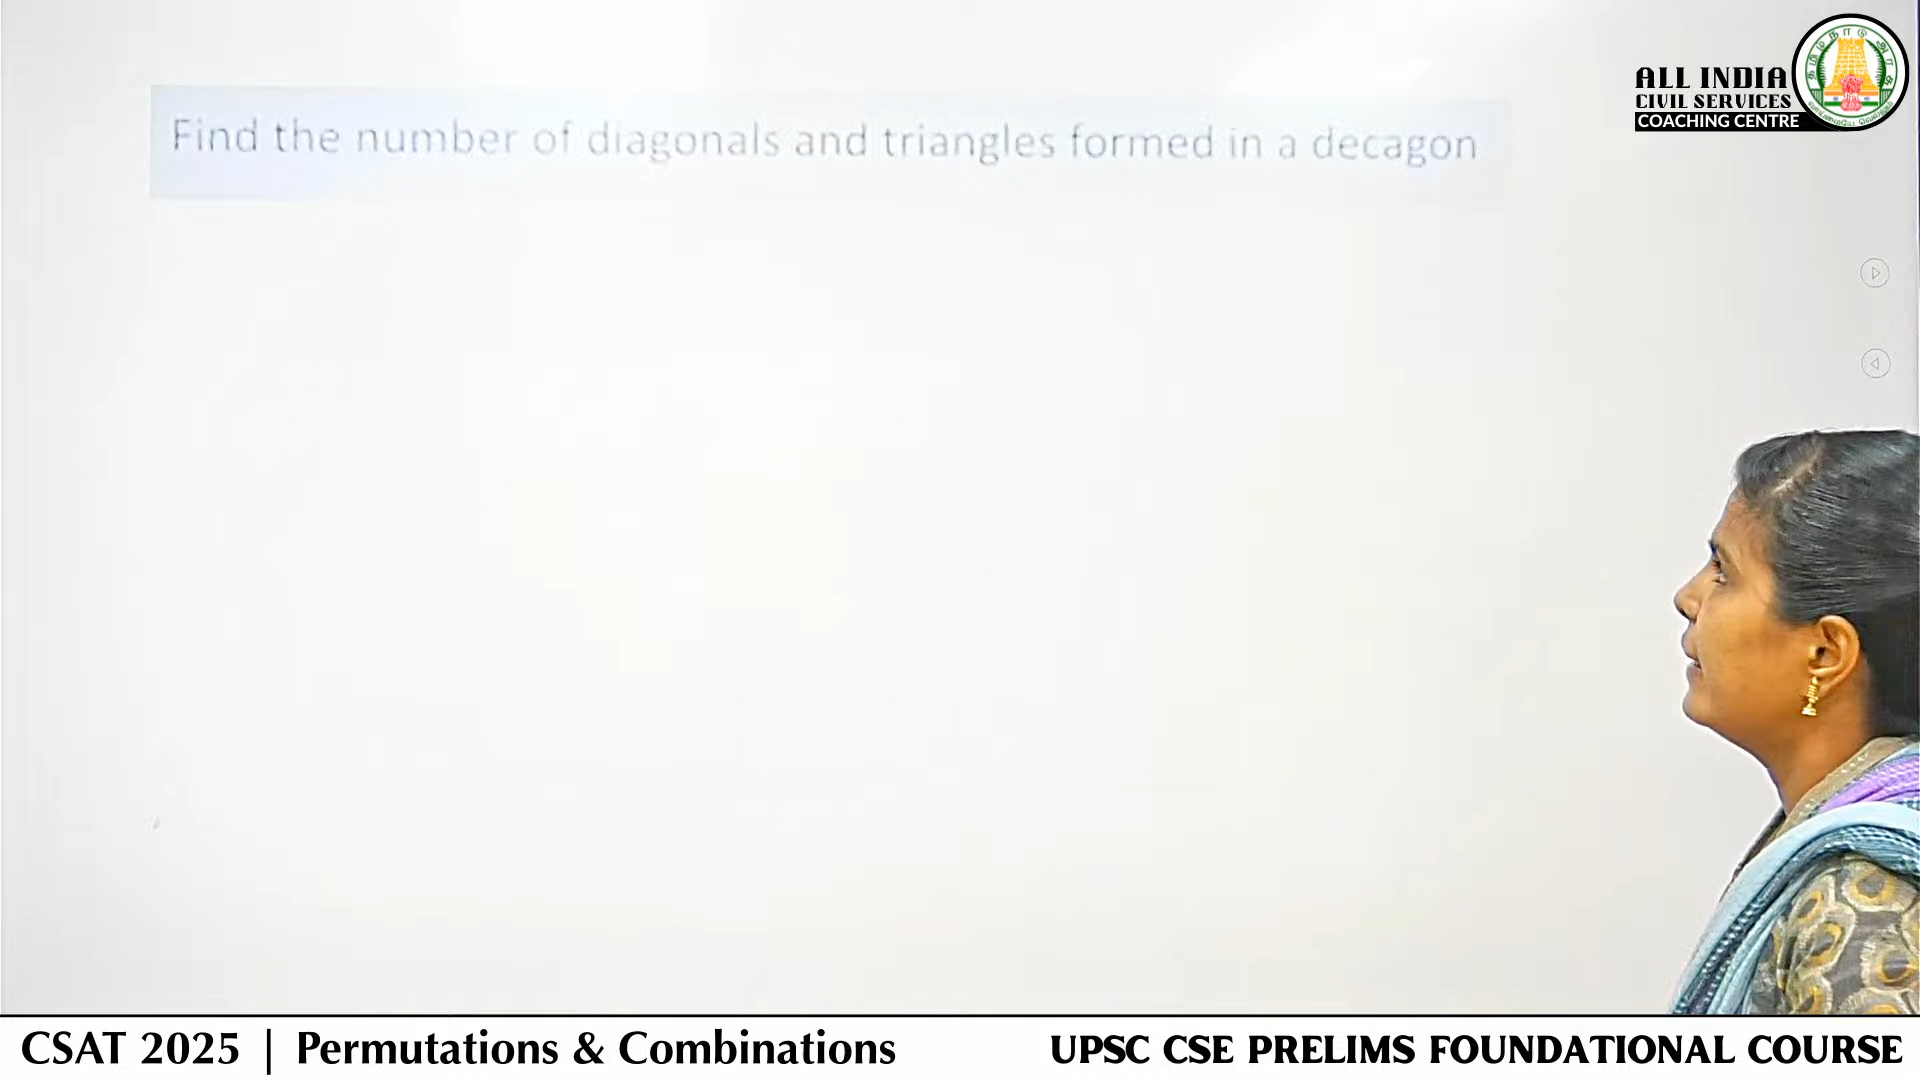 ALL INDIA
CIVIL SERVICES
COACHING CENTRE
Find the number of diagonals and triangles formed in a decagon
CSAT 2025 | Permutations & Combinations
UPSC CSE PRELIMS FOUNDATIONAL COURSE